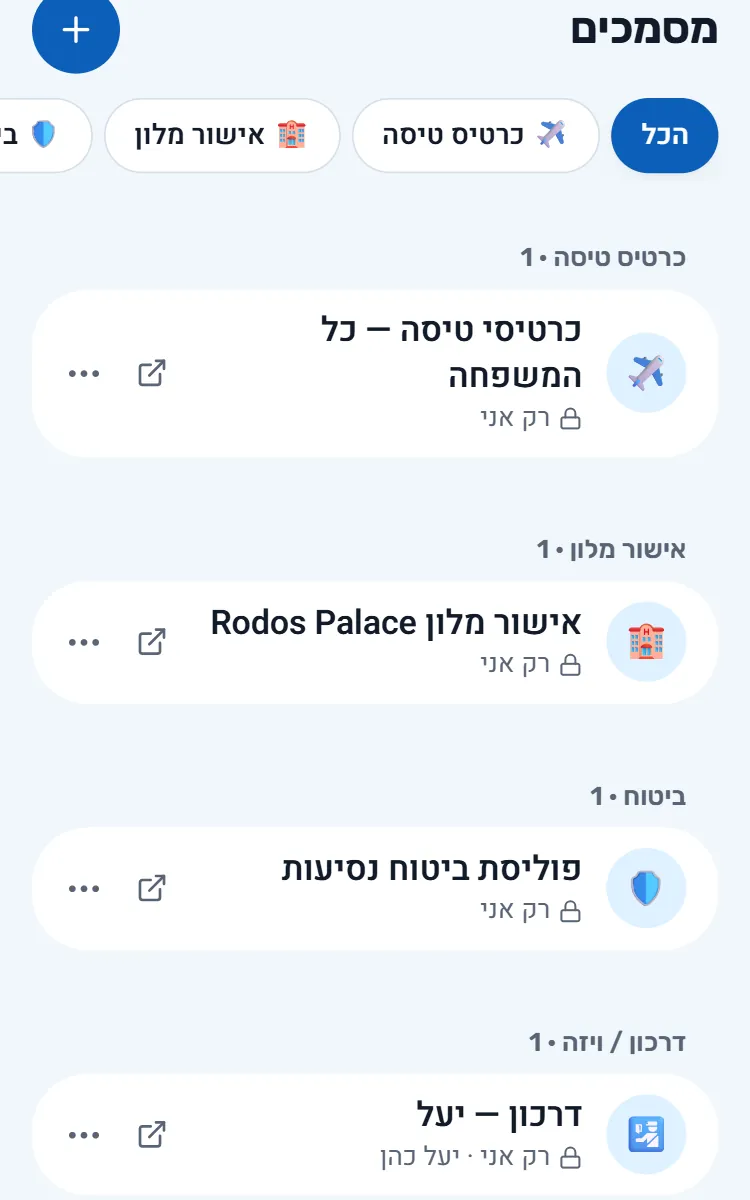 מסמכים
הכל
כרטיס טיסה
אישור מלון
כרטיס טיסה • 1
כרטיסי טיסה – כל
המשפחה
רק אני
אישור מלון • 1
אישור מלון Rodos Palace
רק אני
ביטוח • 1
פוליסת ביטוח נסיעות
רק אני
דרכון / ויזה • 1
דרכון – יעל
רק אני · יעל כהן